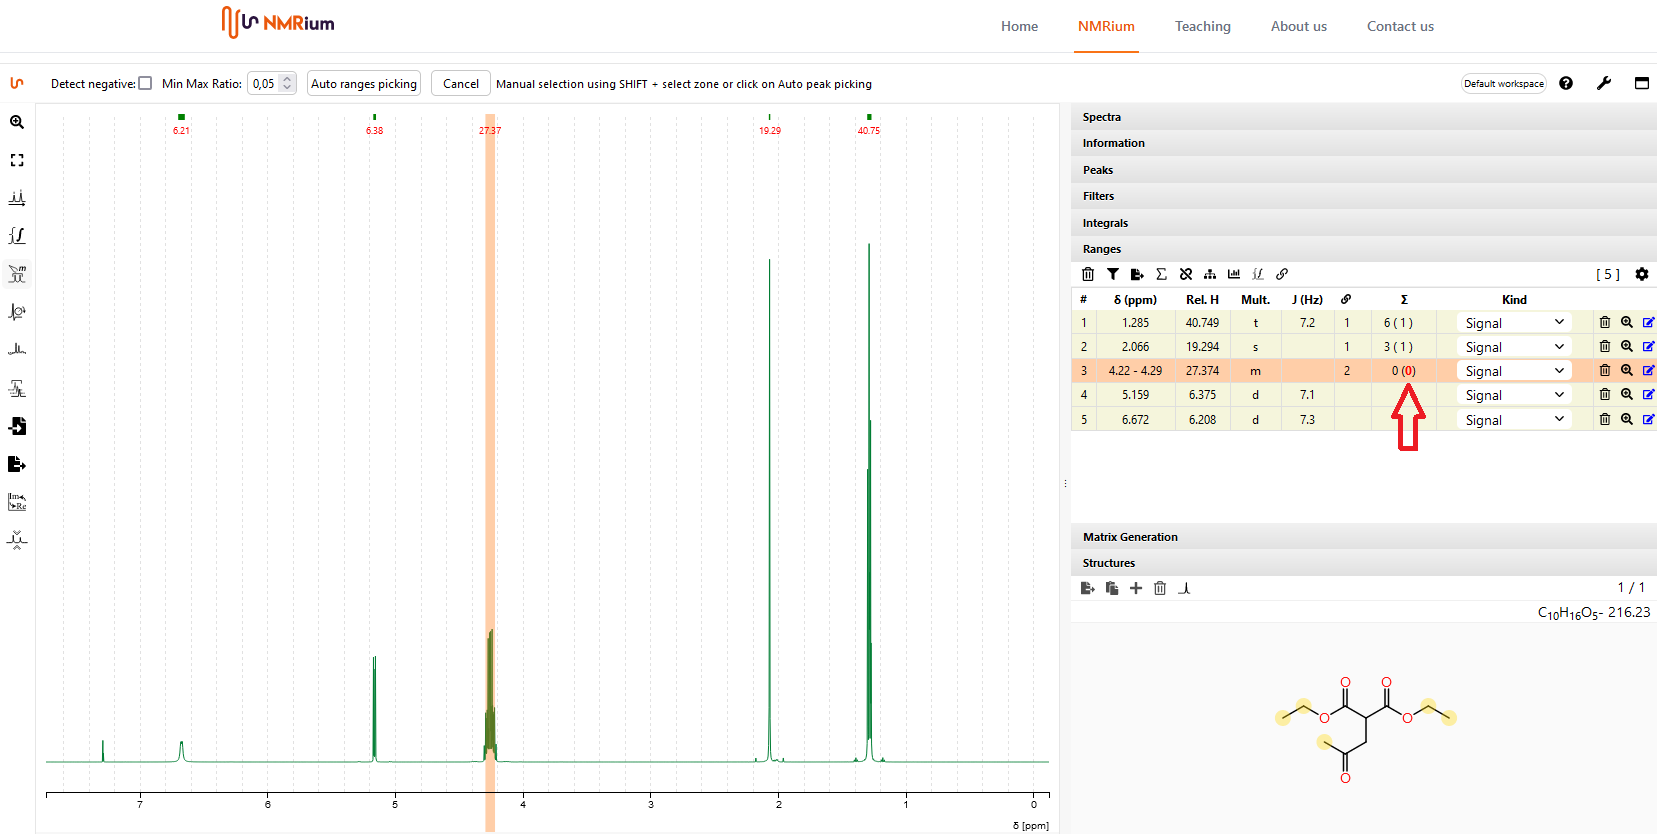 NMRium
Home NMRium Teaching About us Contact us
Detect negative: Min Max Ratio: 0,05 Auto ranges picking Cancel Manual selection using SHIFT + select zone or click on Auto peak picking
Default workspace
6.21 6.38 27.37 19.29 40.75
7 6 5 4 3 2 1 0
δ [ppm]
Spectra
Information
Peaks
Filters
Integrals
Ranges
[ 5 ]
# δ (ppm) Rel. H Mult. J (Hz) Σ Kind
1 1.285 40.749 t 7.2 1 6 ( 1 ) Signal
2 2.066 19.294 s 1 3 ( 1 ) Signal
3 4.22 - 4.29 27.374 m 2 0 (0) Signal
4 5.159 6.375 d 7.1 Signal
5 6.672 6.208 d 7.3 Signal
Matrix Generation
Structures
1 / 1
C10H16O5- 216.23
O O
O O
O